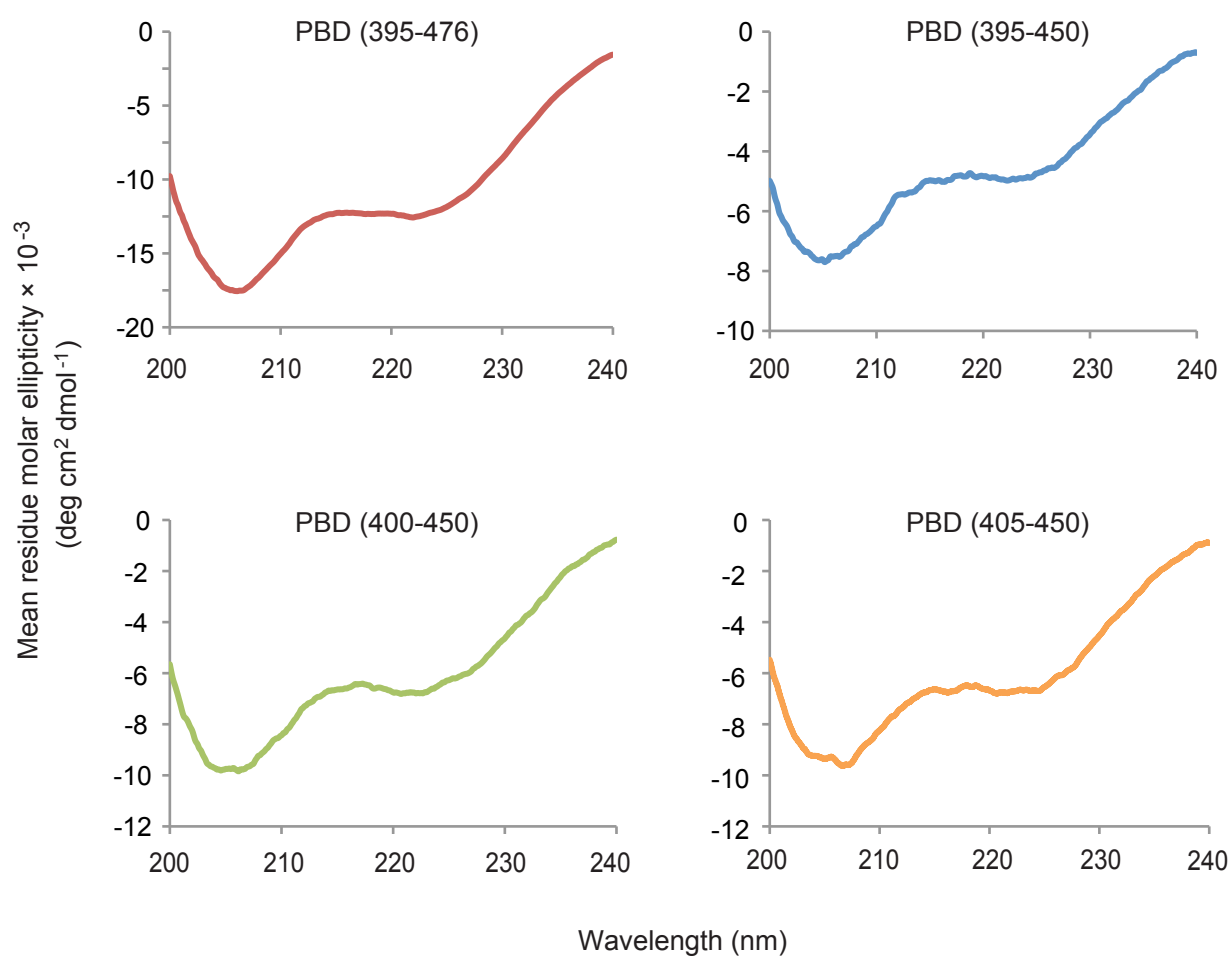 Mean residue molar ellipticity × 10⁻³
(deg cm² dmol⁻¹)
PBD (395-476)
0
-5
-10
-15
-20
200 210 220 230 240
PBD (395-450)
0
-2
-4
-6
-8
-10
200 210 220 230 240
PBD (400-450)
0
-2
-4
-6
-8
-10
-12
200 210 220 230 240
PBD (405-450)
0
-2
-4
-6
-8
-10
-12
200 210 220 230 240
Wavelength (nm)